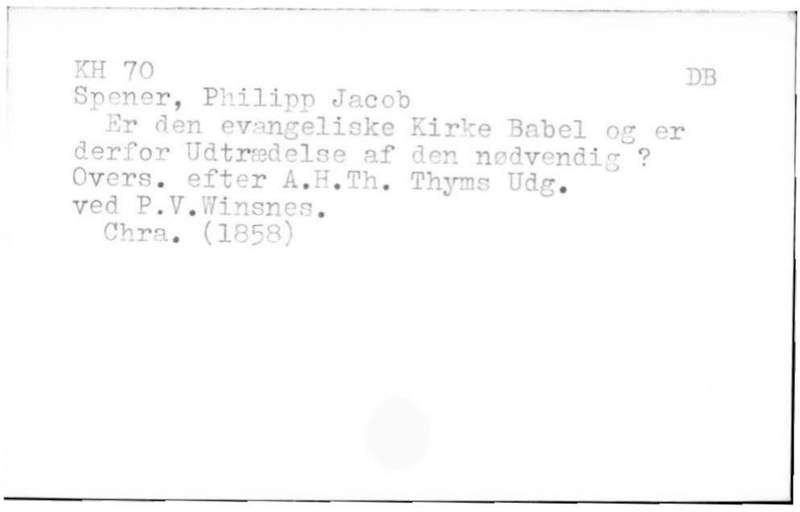 KH 70 DB
Spener, Philipp Jacob
Er den evangeliske Kirke Babel og er
derfor Udtrædelse af den nødvendig ?
Overs. efter A.H.Th. Thyms Udg.
ved P.V.Winsnes.
Chra. (1858)